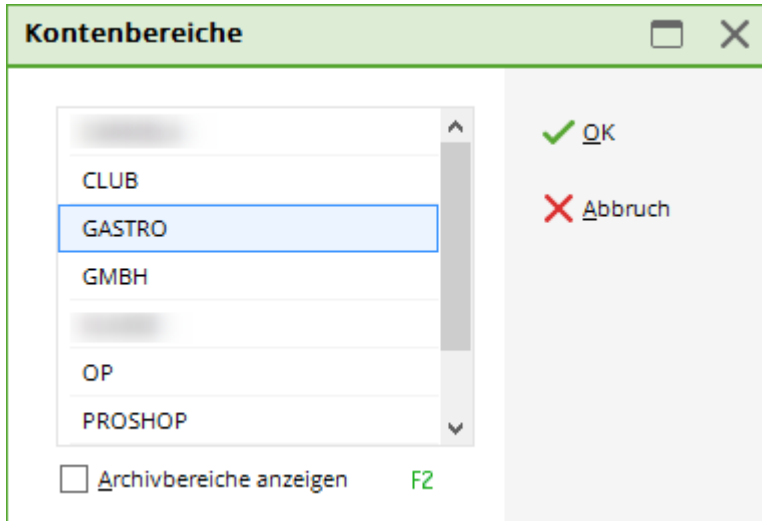 Kontenbereiche
CLUB
GASTRO
GMBH
OP
PROSHOP
Archivbereiche anzeigen F2
OK
Abbruch